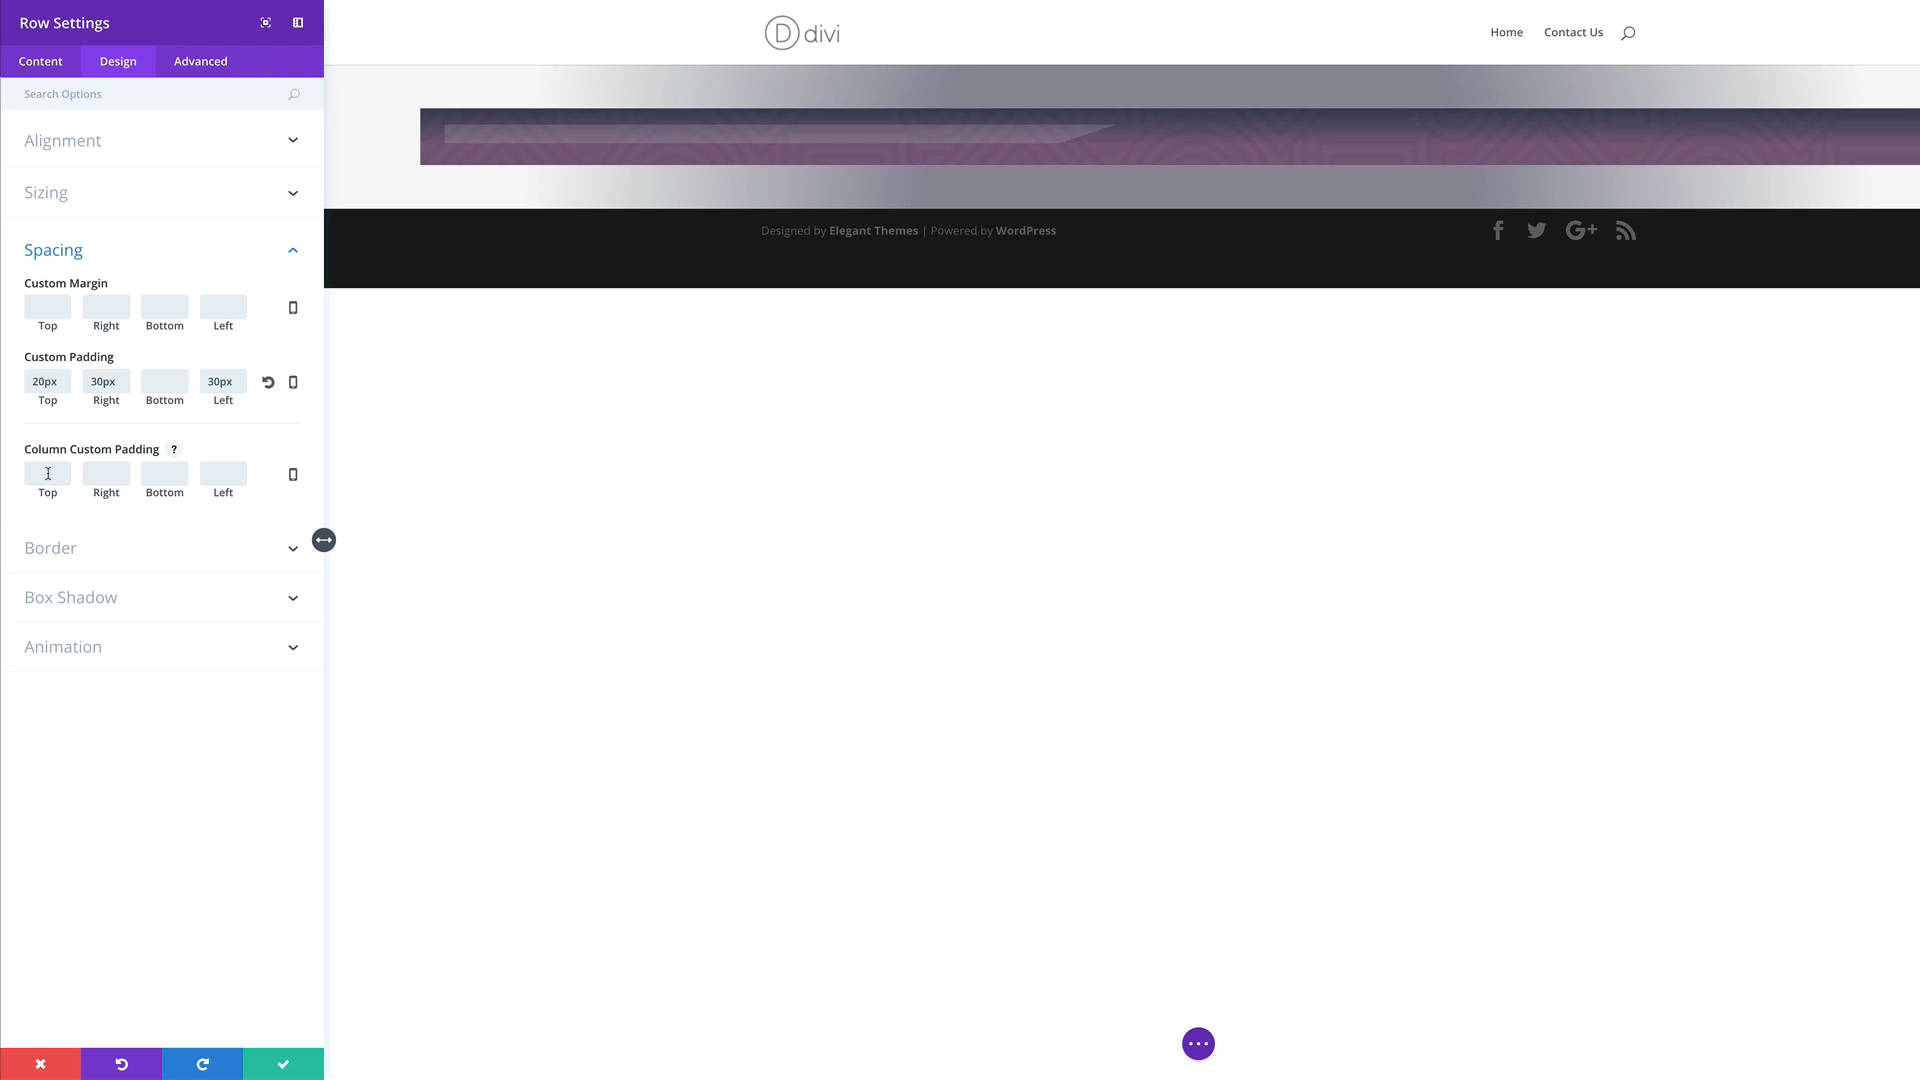 Row Settings
Content Design Advanced
Search Options
Alignment
Sizing
Spacing
Custom Margin
Top Right Bottom Left
Custom Padding
20px 30px 30px
Top Right Bottom Left
Column Custom Padding ?
Top Right Bottom Left
Border
Box Shadow
Animation
D divi
Home Contact Us
Designed by Elegant Themes | Powered by WordPress
G+